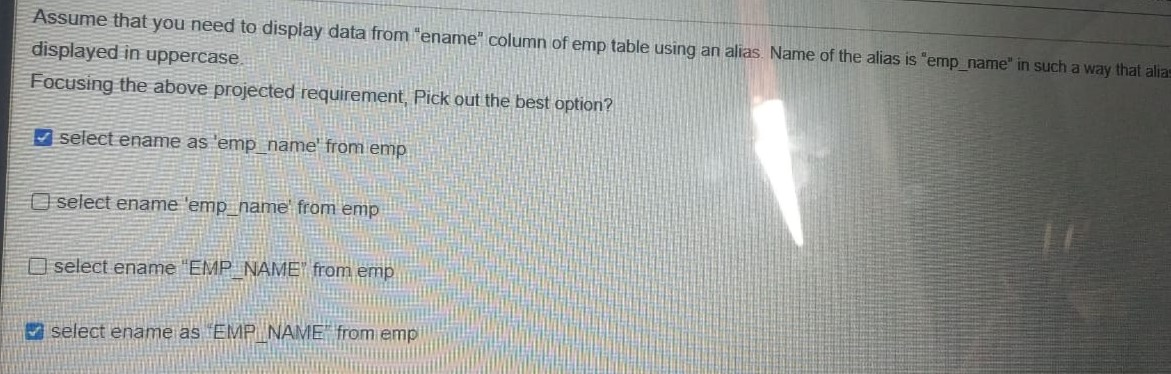 Assume that you need to display data from "ename" column of emp table using an alias. Name of the alias is "emp_name" in such a way that alias
displayed in uppercase.
Focusing the above projected requirement, Pick out the best option?
select ename as 'emp_name' from emp
select ename 'emp_name' from emp
select ename "EMP_NAME" from emp
select ename as "EMP_NAME" from emp